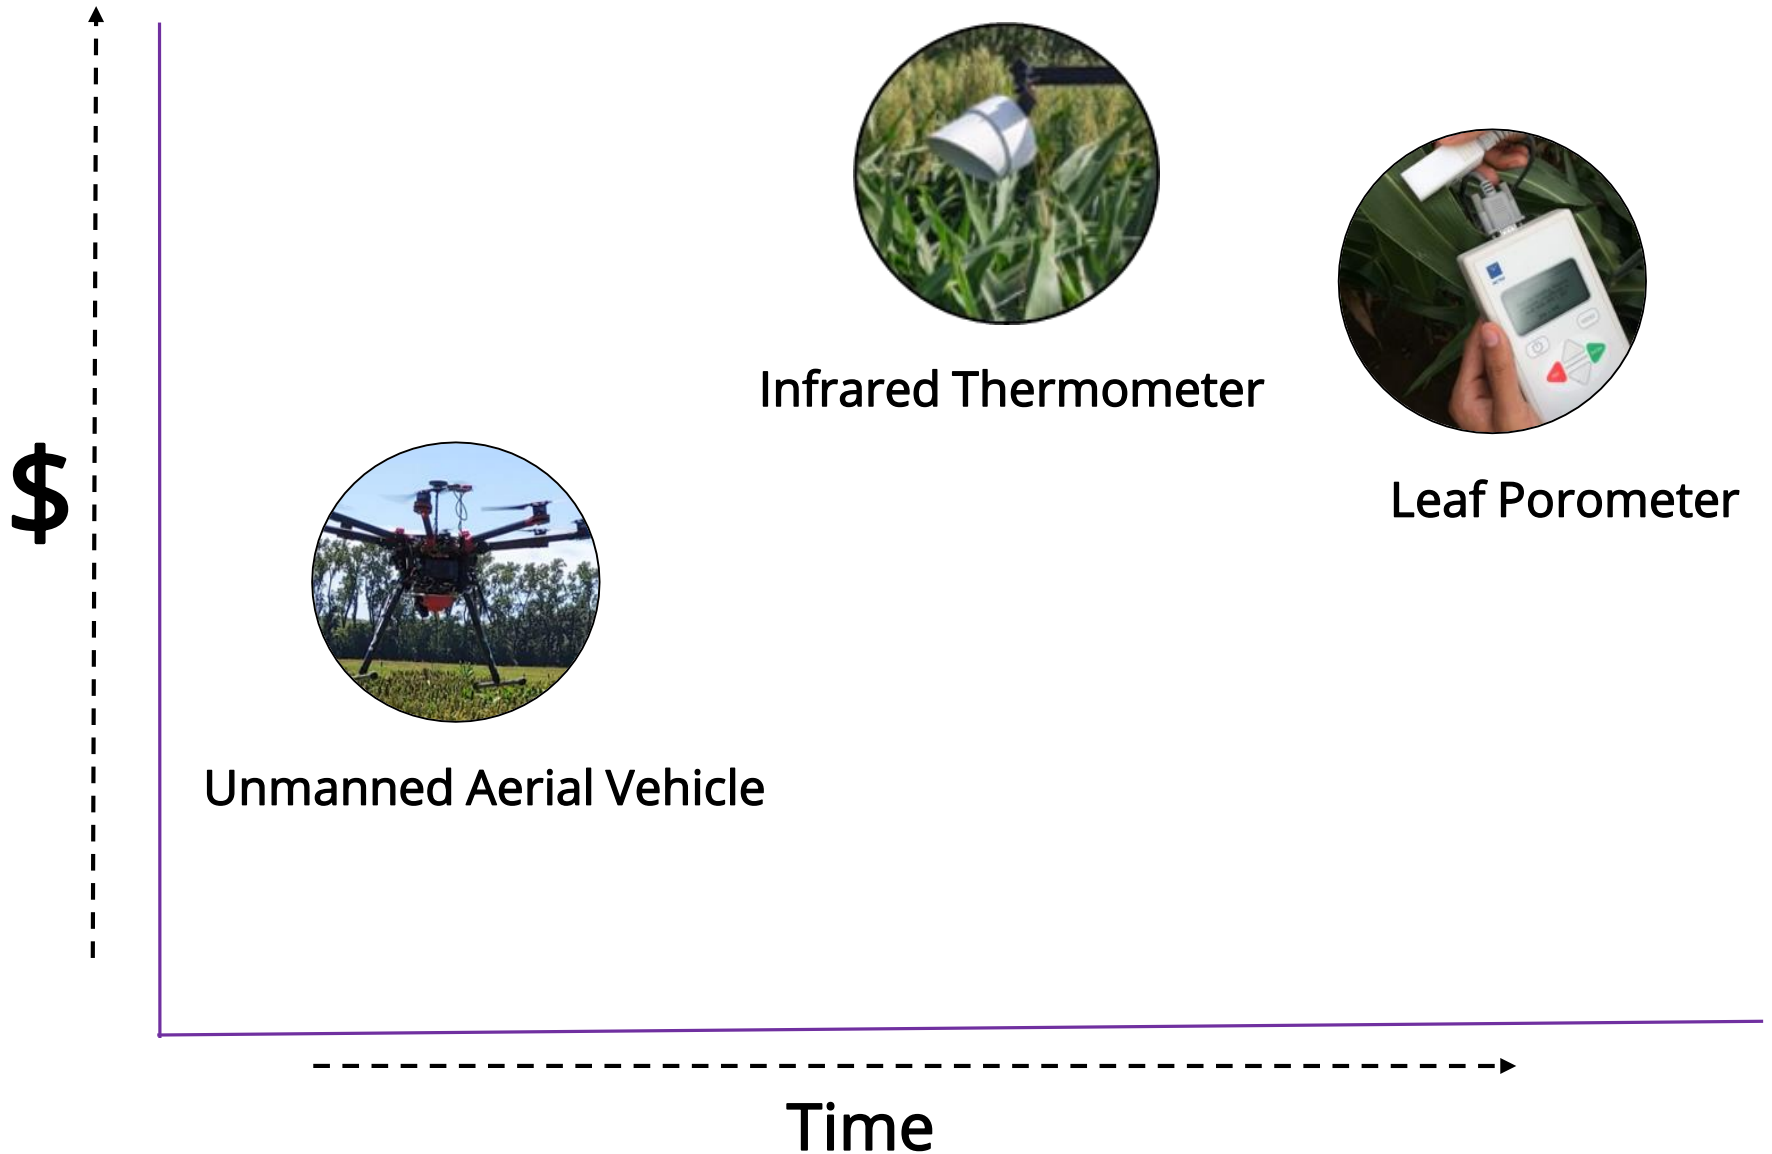 $
Infrared Thermometer
Leaf Porometer
Unmanned Aerial Vehicle
Time